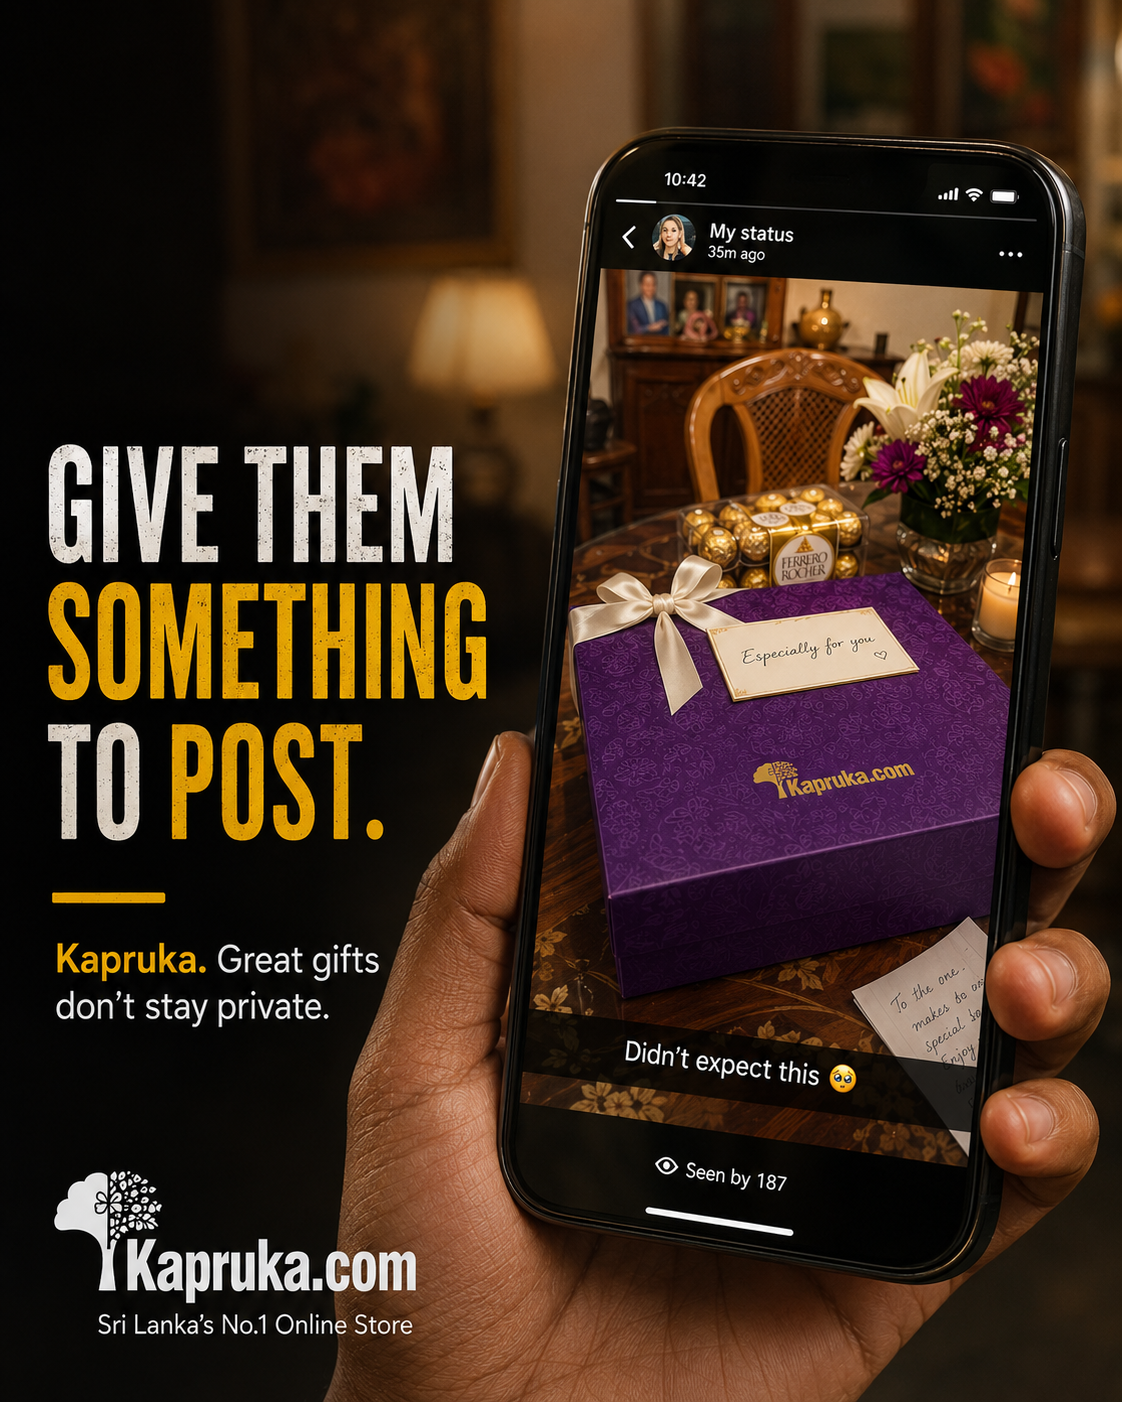 GIVE THEM
SOMETHING
TO POST.
Kapruka. Great gifts
don't stay private.
Kapruka.com
Sri Lanka's No.1 Online Store
10:42
My status
35m ago
FERRERO
ROCHER
Especially for you
Kapruka.com
To the one
makes
special
Enjoy
Didn't expect this 🥹
Seen by 187